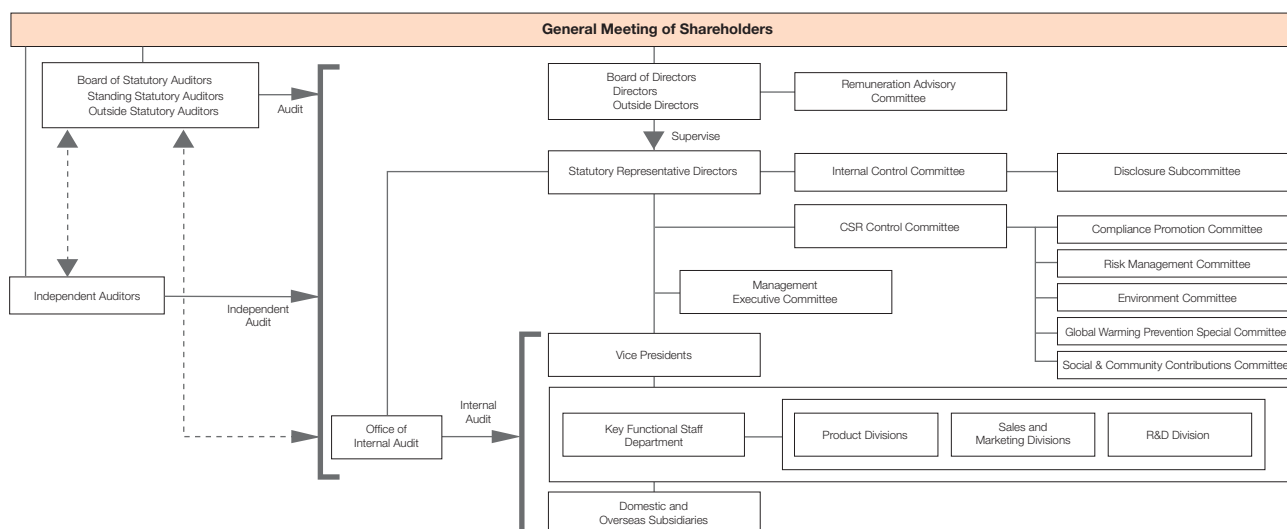 General Meeting of Shareholders
Board of Statutory Auditors
Standing Statutory Auditors
Outside Statutory Auditors
Audit
Board of Directors
Directors
Outside Directors
Remuneration Advisory
Committee
Supervise
Statutory Representative Directors
Internal Control Committee
Disclosure Subcommittee
CSR Control Committee
Compliance Promotion Committee
Risk Management Committee
Environment Committee
Global Warming Prevention Special Committee
Social & Community Contributions Committee
Independent Auditors
Independent
Audit
Management
Executive Committee
Vice Presidents
Office of
Internal Audit
Internal
Audit
Key Functional Staff
Department
Product Divisions
Sales and
Marketing Divisions
R&D Division
Domestic and
Overseas Subsidiaries